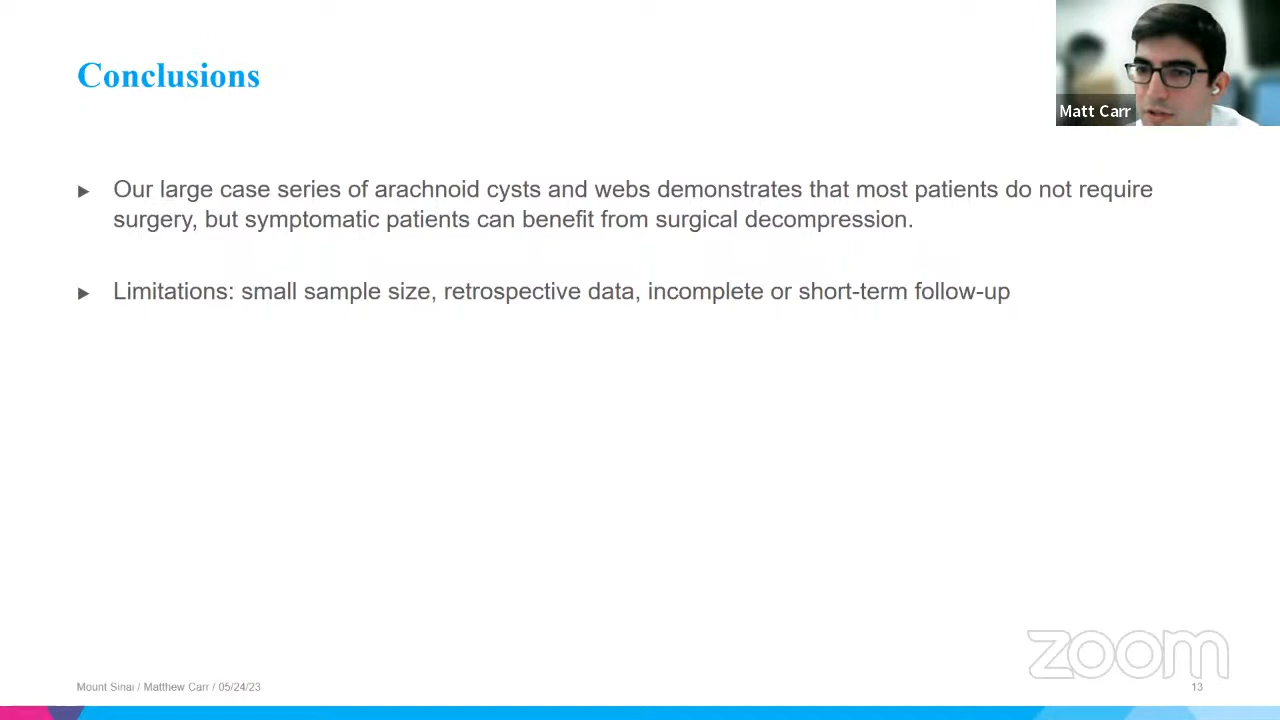 Conclusions
Matt Carr
▶ Our large case series of arachnoid cysts and webs demonstrates that most patients do not require
surgery, but symptomatic patients can benefit from surgical decompression.
▶ Limitations: small sample size, retrospective data, incomplete or short-term follow-up
zoom
Mount Sinai / Matthew Carr / 05/24/23
13